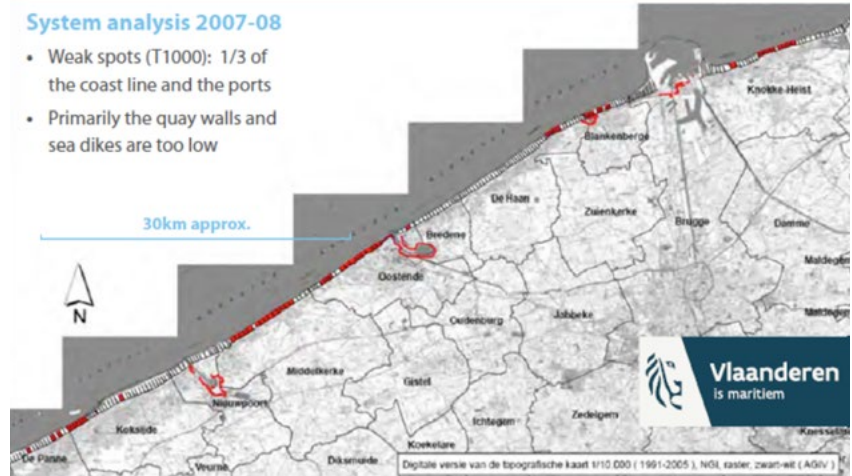 System analysis 2007-08
• Weak spots (T1000): 1/3 of
the coast line and the ports
• Primarily the quay walls and
sea dikes are too low
30km approx.
N
Knokke-Heist
Blankenberge
De Haan
Zuienkerke
Brugge
Damme
Bredene
Maldegem
Oostende
Oudenburg
Jabbeke
Maldegem
Middelkerke
Gistel
Nieuwpoort
Ichtegem
Zedelgem
Koksijde
Koekelare
De Panne
Veurne
Diksmuide
Vlaanderen
is maritiem
Digitale versie van de topografische kaart 1/10.000 ( 1991-2005 ), NGI, raster, zwart-wit ( AGIV )